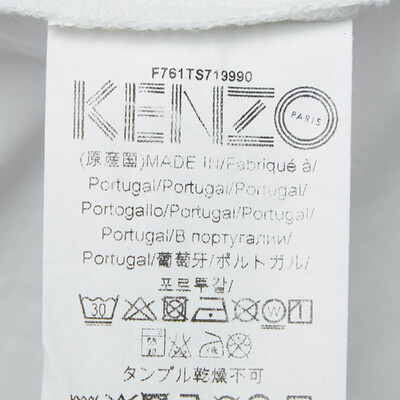 F761TS719990
KENZO
PARIS
(原産国)MADE IN/Fabriqué à/
Portugal/Portugal/Portugal/
Portogallo/Portugal/Portugal/
Portugal/В португалии/
Portugal/葡萄牙/ポルトガル/
포르투갈/
30
タンブル乾燥不可